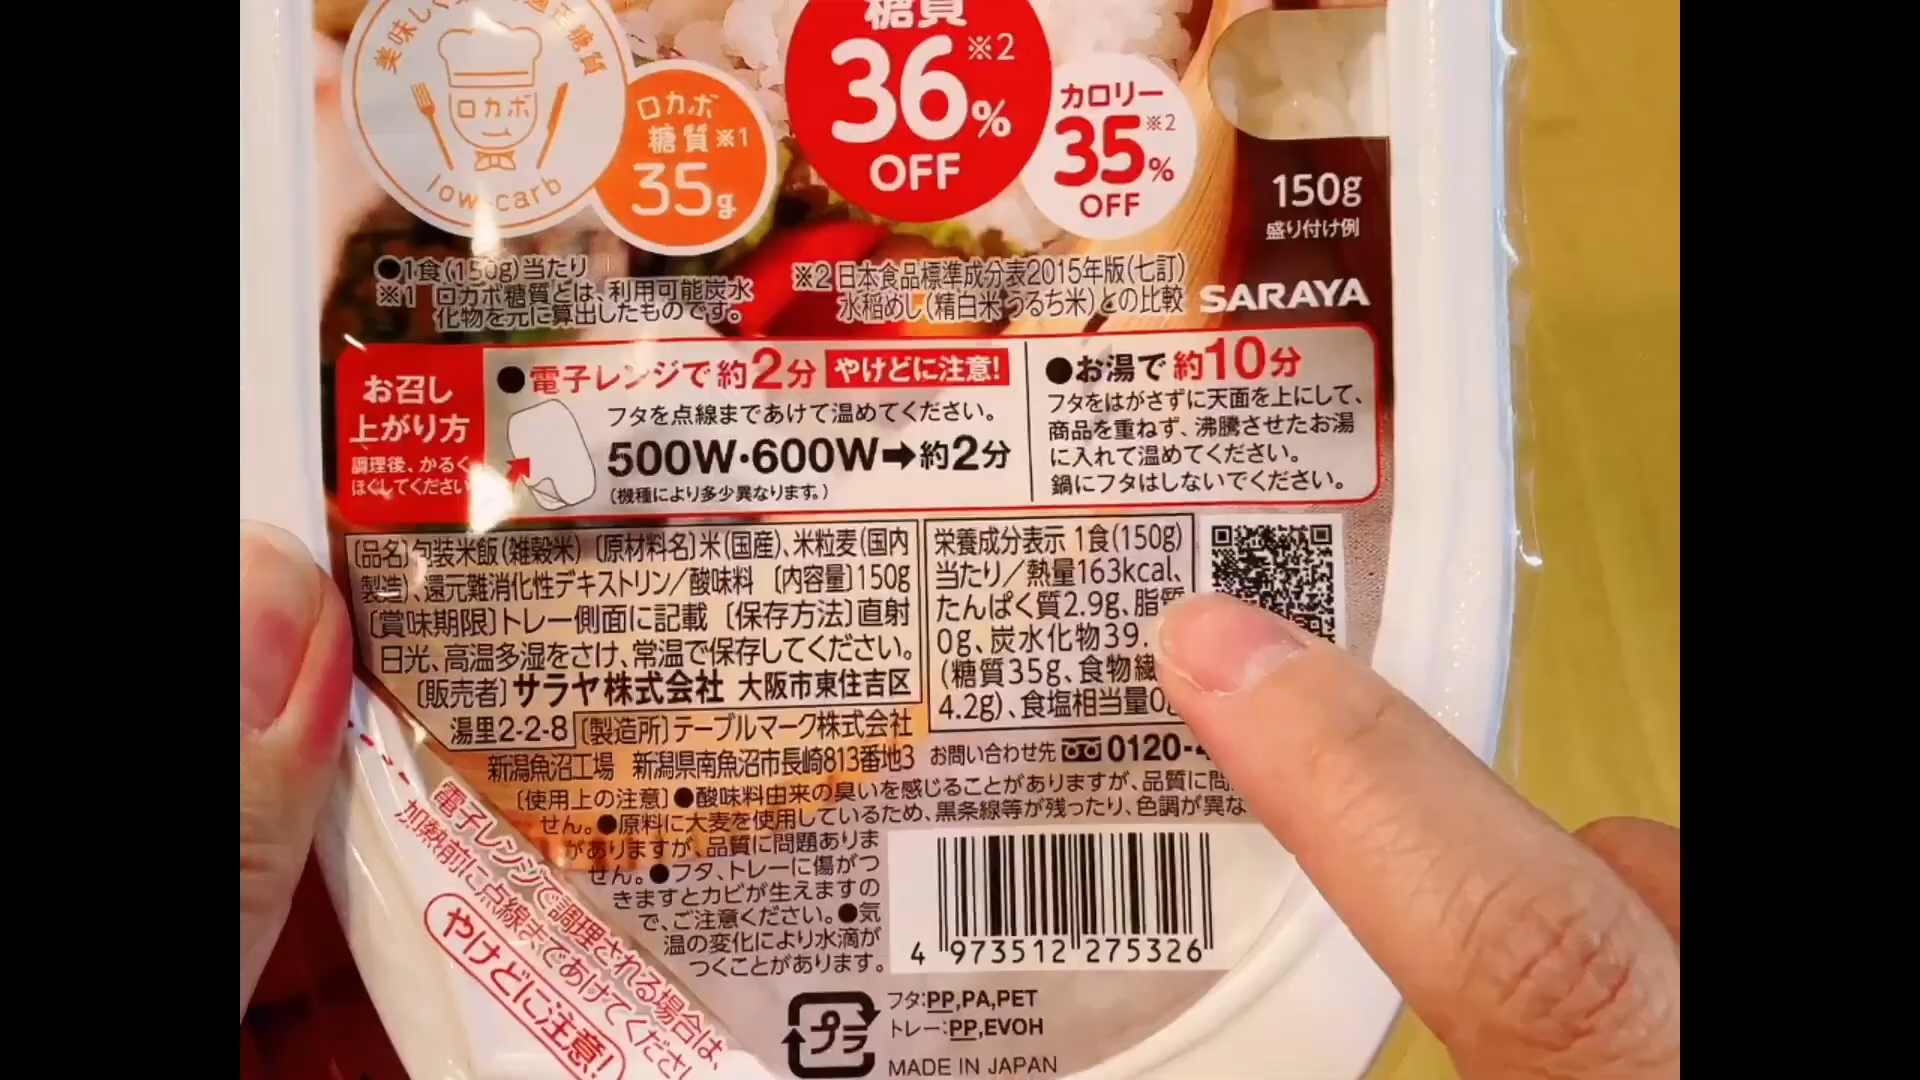 美味しく 適正糖質
ロカボ
low carb
ロカボ
糖質※1
35g
糖質
36%※2
OFF
カロリー
35%※2
OFF
150g
盛り付け例
●1食(150g)当たり
※1 ロカボ糖質とは、利用可能炭水
化物を元に算出したものです。
※2 日本食品標準成分表2015年版(七訂)
水稲めし(精白米 うるち米)との比較
SARAYA
お召し
上がり方
調理後、かるく
ほぐしてください
●電子レンジで約2分 やけどに注意!
フタを点線まであけて温めてください。
500W・600W➡約2分
(機種により多少異なります。)
●お湯で約10分
フタをはがさずに天面を上にして、
商品を重ねず、沸騰させたお湯
に入れて温めてください。
鍋にフタはしないでください。
〔品名〕包装米飯(雑穀米)〔原材料名〕米(国産)、米粒麦(国内
製造)、還元難消化性デキストリン/酸味料〔内容量〕150g
〔賞味期限〕トレー側面に記載〔保存方法〕直射
日光、高温多湿をさけ、常温で保存してください。
〔販売者〕サラヤ株式会社 大阪市東住吉区
湯里2-2-8〔製造所〕テーブルマーク株式会社
新潟魚沼工場 新潟県南魚沼市長崎813番地3
栄養成分表示 1食(150g)
当たり/熱量163kcal、
たんぱく質2.9g、脂質
0g、炭水化物39.
(糖質35g、食物繊
4.2g)、食塩相当量0g
お問い合わせ先 0120-
〔使用上の注意〕●酸味料由来の臭いを感じることがありますが、品質に問
せん。●原料に大麦を使用しているため、黒条線等が残ったり、色調が異な
がありますが、品質に問題ありま
せん。●フタ、トレーに傷がつ
きますとカビが生えますの
で、ご注意ください。●気
温の変化により水滴が
つくことがあります。
電子レンジで調理される場合は、
加熱前に点線まであけてくださ
やけどに注意!
4 973512 275326
プラ
フタ:PP,PA,PET
トレー:PP,EVOH
MADE IN JAPAN